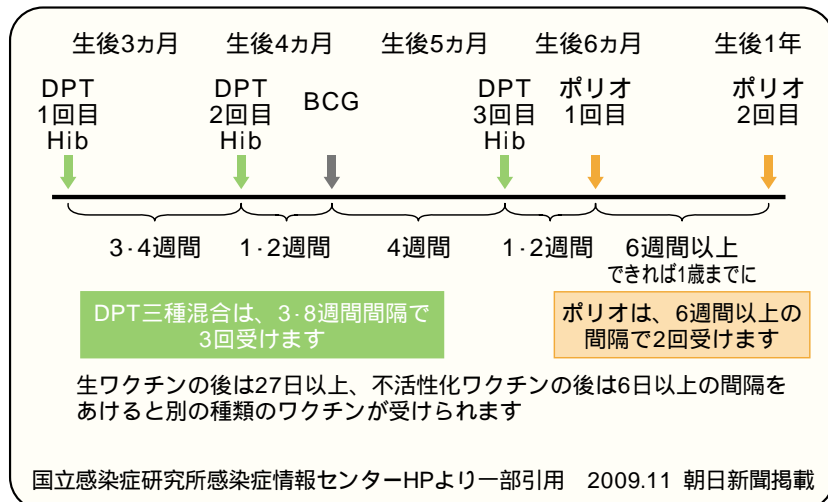 生後3ヵ月 生後4ヵ月 生後5ヵ月 生後6ヵ月 生後1年
DPT
1回目
Hib
DPT
2回目
Hib
BCG
DPT
3回目
Hib
ポリオ
1回目
ポリオ
2回目
3·4週間 1·2週間 4週間 1·2週間 6週間以上
できれば1歳までに
DPT三種混合は、3·8週間間隔で
3回受けます
ポリオは、6週間以上の
間隔で2回受けます
生ワクチンの後は27日以上、不活性化ワクチンの後は6日以上の間隔を
あけると別の種類のワクチンが受けられます
国立感染症研究所感染症情報センターHPより一部引用 2009.11 朝日新聞掲載